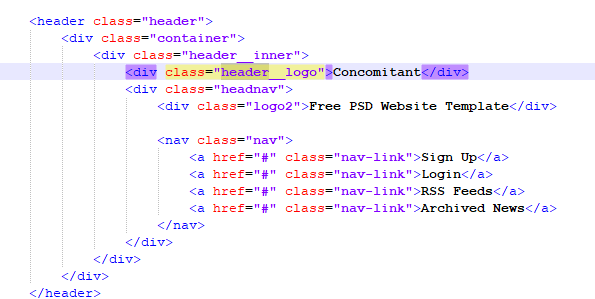 <header class="header">
<div class="container">
<div class="header__inner">
<div class="header__logo">Concomitant</div>
<div class="headnav">
<div class="logo2">Free PSD Website Template</div>
<nav class="nav">
<a href="#" class="nav-link">Sign Up</a>
<a href="#" class="nav-link">Login</a>
<a href="#" class="nav-link">RSS Feeds</a>
<a href="#" class="nav-link">Archived News</a>
</nav>
</div>
</div>
</div>
</header>